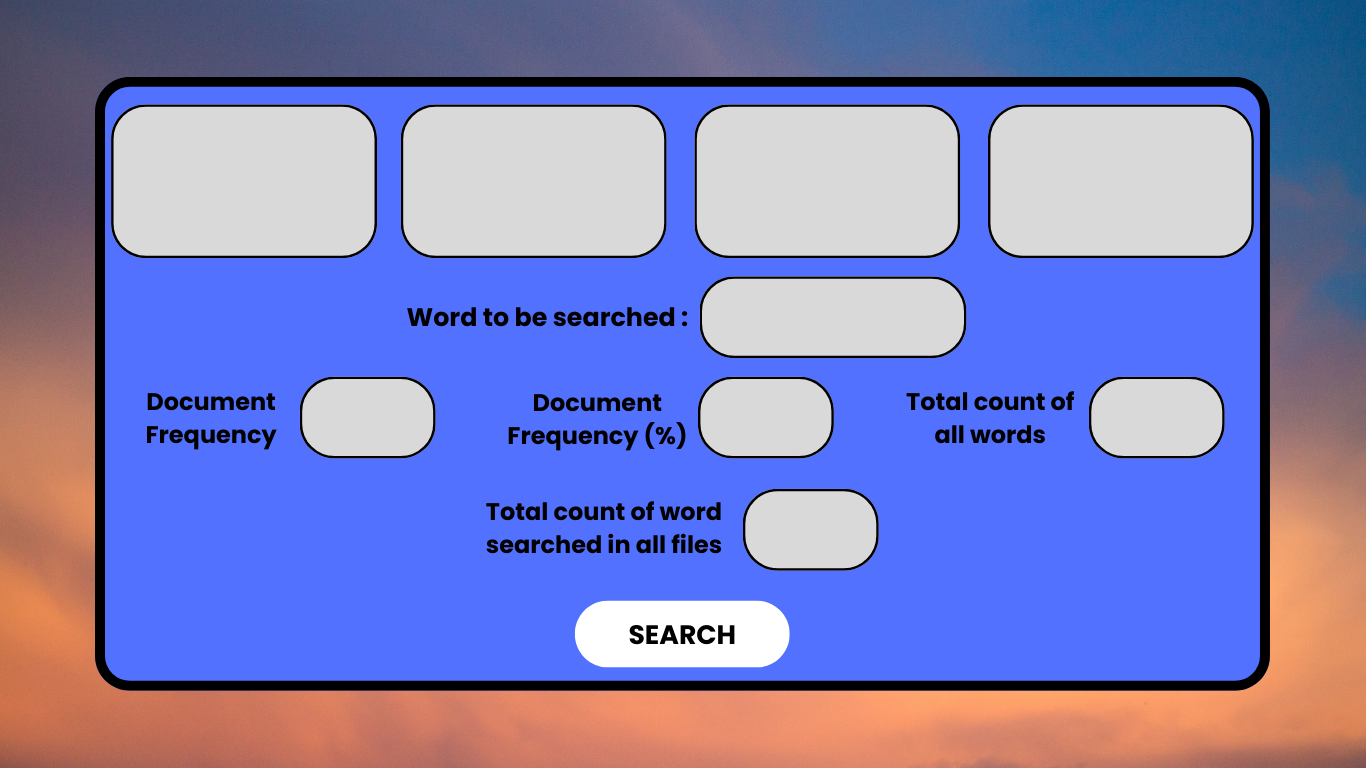 Word to be searched :
Document
Frequency
Document
Frequency (%)
Total count of
all words
Total count of word
searched in all files
SEARCH